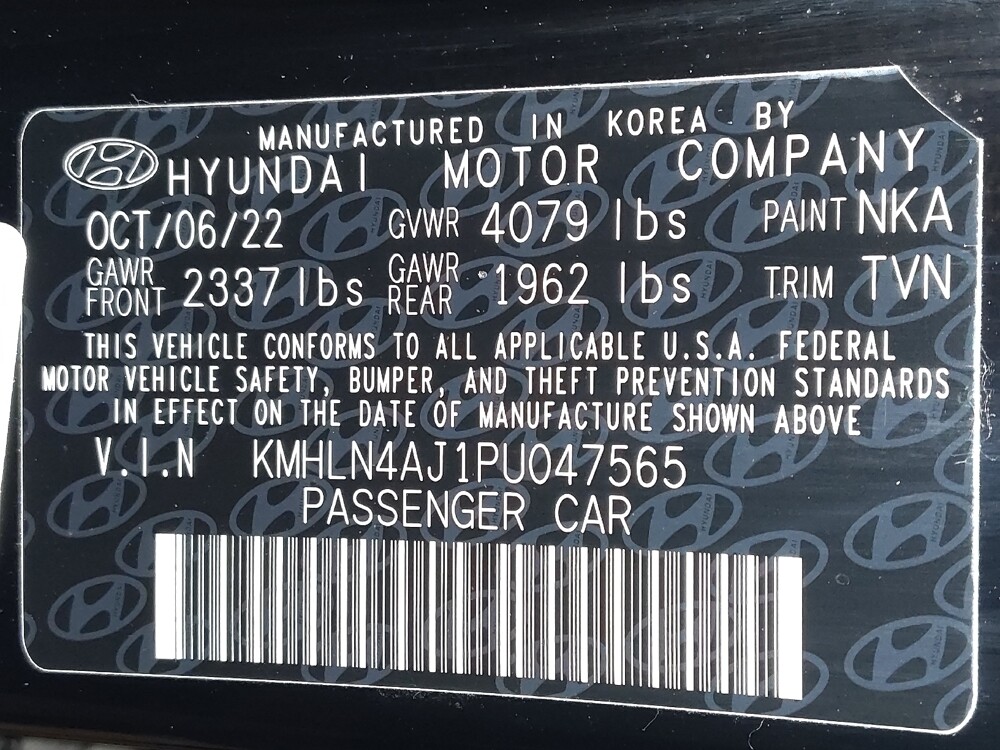 MANUFACTURED IN KOREA BY
HYUNDAI MOTOR COMPANY
OCT/06/22 GVWR 4079 lbs PAINT NKA
GAWR FRONT 2337 lbs GAWR REAR 1962 lbs TRIM TVN
THIS VEHICLE CONFORMS TO ALL APPLICABLE U.S.A. FEDERAL
MOTOR VEHICLE SAFETY, BUMPER, AND THEFT PREVENTION STANDARDS
IN EFFECT ON THE DATE OF MANUFACTURE SHOWN ABOVE
V.I.N KMHLN4AJ1PU047565
PASSENGER CAR